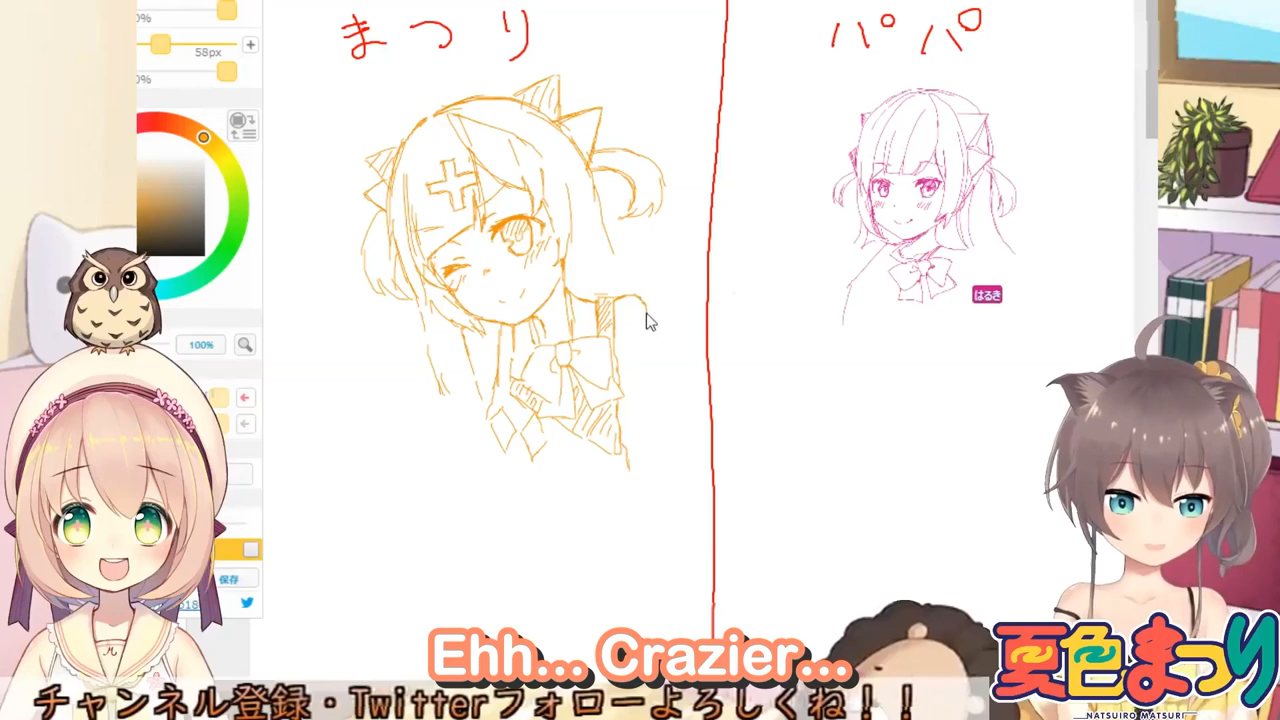 0%
58px
0%
まつり
パパ
はるき
100%
保存
Ehh... Crazier...
夏色まつり
NATSUIRO MATSURI
チャンネル登録・Twitterフォローよろしくね！！